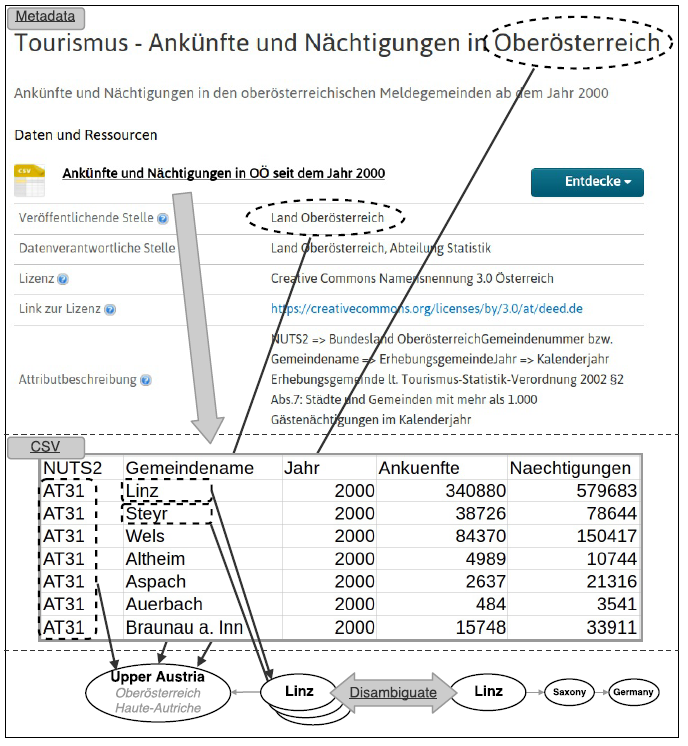 Metadata
Tourismus - Ankünfte und Nächtigungen in Oberösterreich
Ankünfte und Nächtigungen in den oberösterreichischen Meldegemeinden ab dem Jahr 2000
Daten und Ressourcen
CSV Ankünfte und Nächtigungen in OÖ seit dem Jahr 2000 Entdecke
Veröffentlichende Stelle ? Land Oberösterreich
Datenverantwortliche Stelle Land Oberösterreich, Abteilung Statistik
Lizenz ? Creative Commons Namensnennung 3.0 Österreich
Link zur Lizenz ? https://creativecommons.org/licenses/by/3.0/at/deed.de
NUTS2 => Bundesland OberösterreichGemeindenummer bzw.
Gemeindename => ErhebungsgemeindeJahr => Kalenderjahr
Attributbeschreibung ? Erhebungsgemeinde lt. Tourismus-Statistik-Verordnung 2002 §2
Abs.7: Städte und Gemeinden mit mehr als 1.000
Gästenächtigungen im Kalenderjahr
CSV
NUTS2 Gemeindename Jahr Ankuenfte Naechtigungen
AT31 Linz 2000 340880 579683
AT31 Steyr 2000 38726 78644
AT31 Wels 2000 84370 150417
AT31 Altheim 2000 4989 10744
AT31 Aspach 2000 2637 21316
AT31 Auerbach 2000 484 3541
AT31 Braunau a. Inn 2000 15748 33911
Upper Austria
Oberösterreich
Haute-Autriche
Linz Disambiguate Linz Saxony Germany